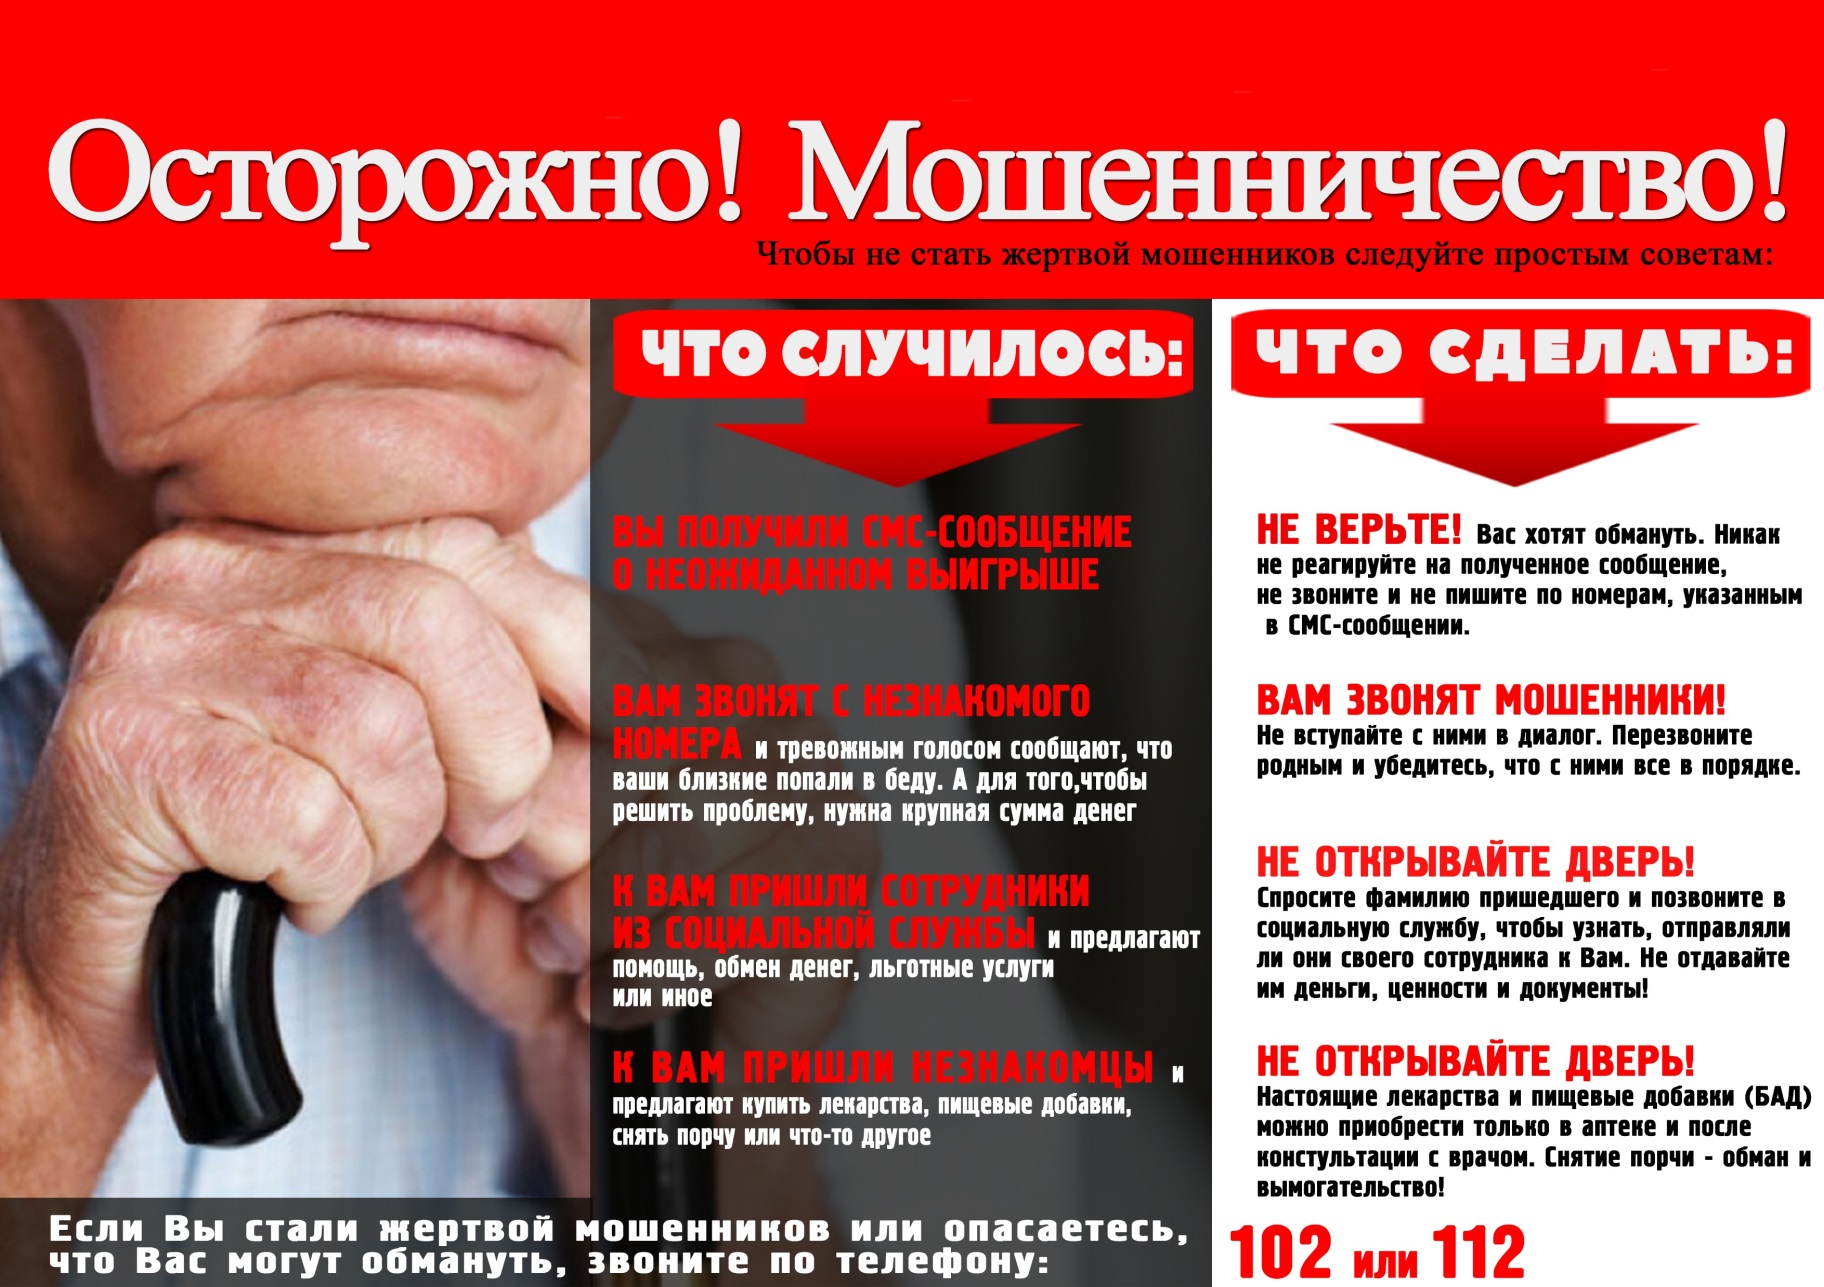 Осторожно! Мошенничество!
Чтобы не стать жертвой мошенников следуйте простым советам:
ЧТО СЛУЧИЛОСЬ:
ВЫ ПОЛУЧИЛИ СМС-СООБЩЕНИЕ
О НЕОЖИДАННОМ ВЫИГРЫШЕ
ВАМ ЗВОНЯТ С НЕЗНАКОМОГО
НОМЕРА и тревожным голосом сообщают, что
ваши близкие попали в беду. А для того,чтобы
решить проблему, нужна крупная сумма денег
К ВАМ ПРИШЛИ СОТРУДНИКИ
ИЗ СОЦИАЛЬНОЙ СЛУЖБЫ и предлагают
помощь, обмен денег, льготные услуги
или иное
К ВАМ ПРИШЛИ НЕЗНАКОМЦЫ и
предлагают купить лекарства, пищевые добавки,
снять порчу или что-то другое
ЧТО СДЕЛАТЬ:
НЕ ВЕРЬТЕ! Вас хотят обмануть. Никак
не реагируйте на полученное сообщение,
не звоните и не пишите по номерам, указанным
в СМС-сообщении.
ВАМ ЗВОНЯТ МОШЕННИКИ!
Не вступайте с ними в диалог. Перезвоните
родным и убедитесь, что с ними все в порядке.
НЕ ОТКРЫВАЙТЕ ДВЕРЬ!
Спросите фамилию пришедшего и позвоните в
социальную службу, чтобы узнать, отправляли
ли они своего сотрудника к Вам. Не отдавайте
им деньги, ценности и документы!
НЕ ОТКРЫВАЙТЕ ДВЕРЬ!
Настоящие лекарства и пищевые добавки (БАД)
можно приобрести только в аптеке и после
констультации с врачом. Снятие порчи - обман и
вымогательство!
Если Вы стали жертвой мошенников или опасаетесь,
что Вас могут обмануть, звоните по телефону:
102 или 112